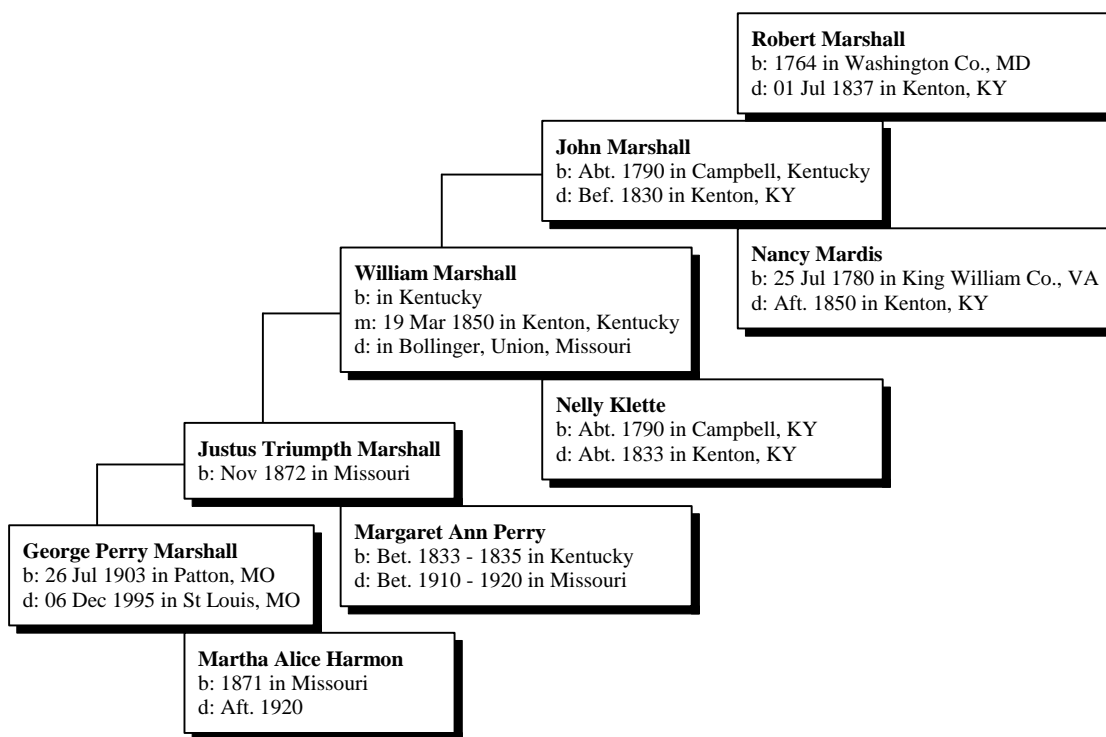 Robert Marshall
b: 1764 in Washington Co., MD
d: 01 Jul 1837 in Kenton, KY
John Marshall
b: Abt. 1790 in Campbell, Kentucky
d: Bef. 1830 in Kenton, KY
Nancy Mardis
b: 25 Jul 1780 in King William Co., VA
d: Aft. 1850 in Kenton, KY
William Marshall
b: in Kentucky
m: 19 Mar 1850 in Kenton, Kentucky
d: in Bollinger, Union, Missouri
Nelly Klette
b: Abt. 1790 in Campbell, KY
d: Abt. 1833 in Kenton, KY
Justus Triumpth Marshall
b: Nov 1872 in Missouri
Margaret Ann Perry
b: Bet. 1833 - 1835 in Kentucky
d: Bet. 1910 - 1920 in Missouri
George Perry Marshall
b: 26 Jul 1903 in Patton, MO
d: 06 Dec 1995 in St Louis, MO
Martha Alice Harmon
b: 1871 in Missouri
d: Aft. 1920